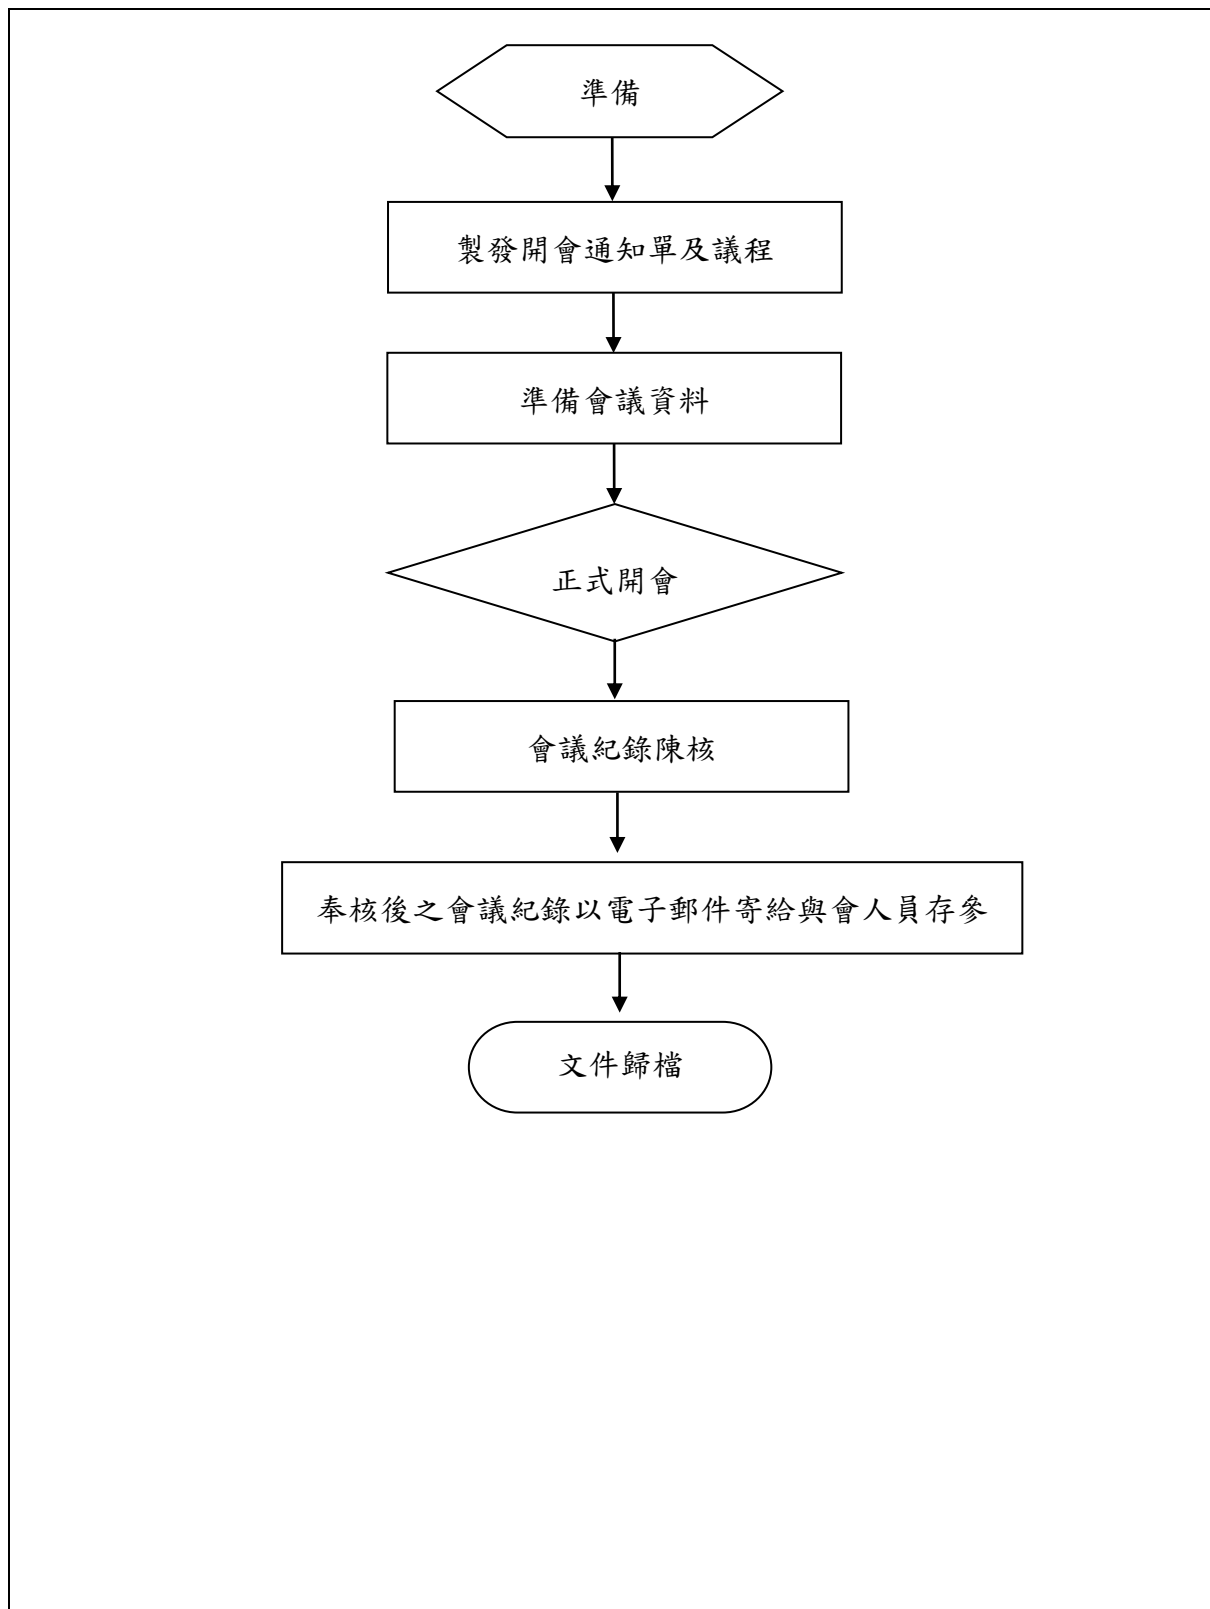 準備
製發開會通知單及議程
準備會議資料
正式開會
會議紀錄陳核
奉核後之會議紀錄以電子郵件寄給與會人員存參
文件歸檔